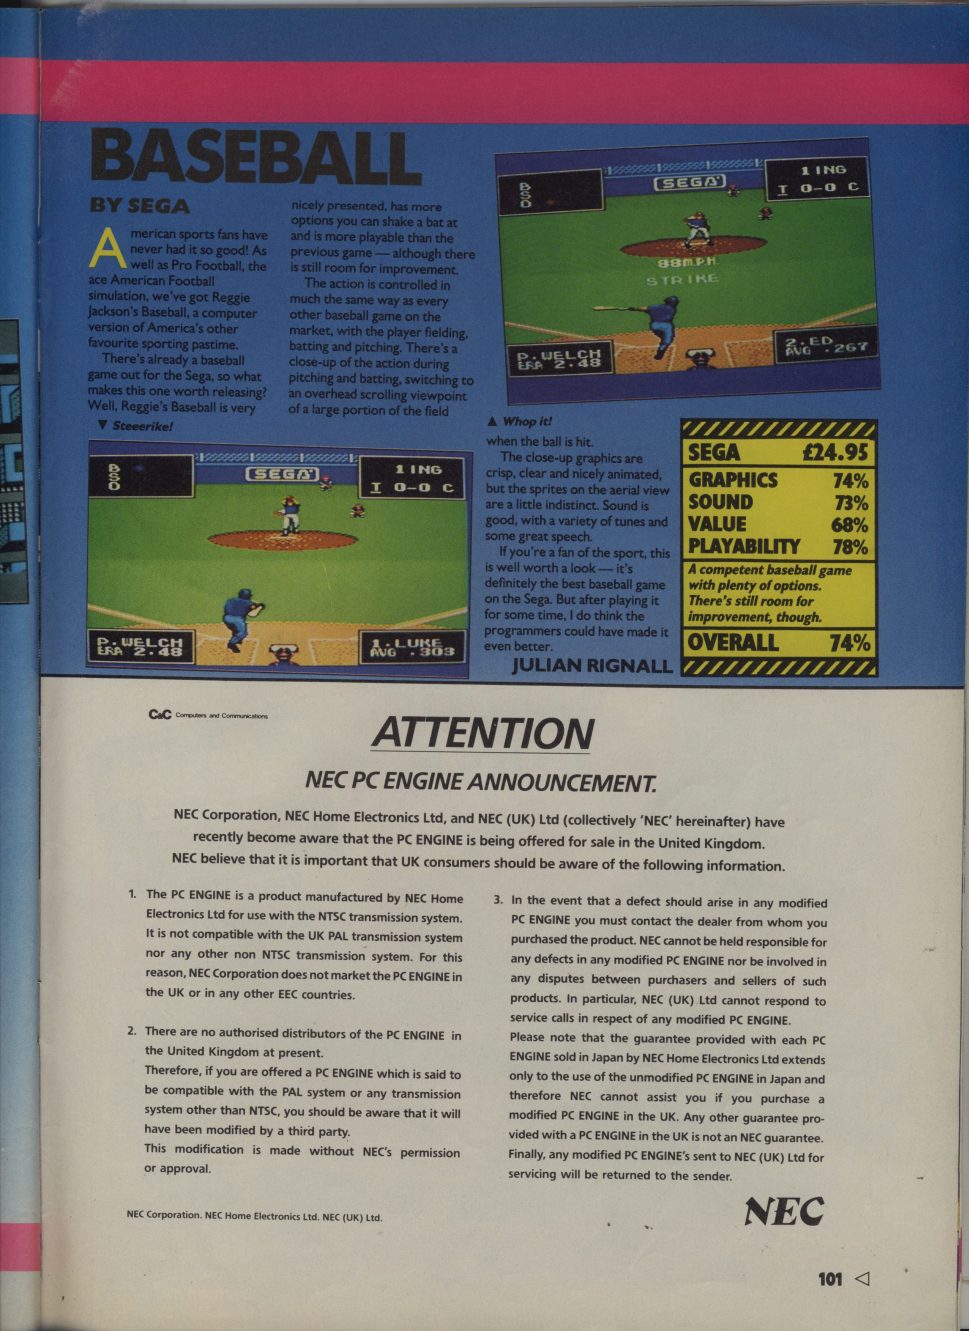 BASEBALL
BY SEGA
American sports fans have
never had it so good! As
well as Pro Football, the
ace American Football
simulation, we've got Reggie
Jackson's Baseball, a computer
version of America's other
favourite sporting pastime.
There's already a baseball
game out for the Sega, so what
makes this one worth releasing?
Well, Reggie's Baseball is very
▼ Steeerike!
nicely presented, has more
options you can shake a bat at
and is more playable than the
previous game — although there
is still room for improvement.
The action is controlled in
much the same way as every
other baseball game on the
market, with the player fielding,
batting and pitching. There's a
close-up of the action during
pitching and batting, switching to
an overhead scrolling viewpoint
of a large portion of the field
B
S
O
SEGA
1 ING
T 0-0 C
88M.P.H
STRIKE
P. WELCH
ERA 2.48
2. ED
AVG .267
▲ Whop it!
when the ball is hit.
The close-up graphics are
crisp, clear and nicely animated,
but the sprites on the aerial view
are a little indistinct. Sound is
good, with a variety of tunes and
some great speech.
If you're a fan of the sport, this
is well worth a look — it's
definitely the best baseball game
on the Sega. But after playing it
for some time, I do think the
programmers could have made it
even better.
JULIAN RIGNALL
B
S
O
SEGA
1 ING
T 0-0 C
P. WELCH
ERA 2.48
1. LUKE
AVG .303
SEGA £24.95
GRAPHICS 74%
SOUND 73%
VALUE 68%
PLAYABILITY 78%
A competent baseball game
with plenty of options.
There's still room for
improvement, though.
OVERALL 74%
C&C Computers and Communications
ATTENTION
NEC PC ENGINE ANNOUNCEMENT.
NEC Corporation, NEC Home Electronics Ltd, and NEC (UK) Ltd (collectively 'NEC' hereinafter) have
recently become aware that the PC ENGINE is being offered for sale in the United Kingdom.
NEC believe that it is important that UK consumers should be aware of the following information.
1. The PC ENGINE is a product manufactured by NEC Home
Electronics Ltd for use with the NTSC transmission system.
It is not compatible with the UK PAL transmission system
nor any other non NTSC transmission system. For this
reason, NEC Corporation does not market the PC ENGINE in
the UK or in any other EEC countries.
2. There are no authorised distributors of the PC ENGINE in
the United Kingdom at present.
Therefore, if you are offered a PC ENGINE which is said to
be compatible with the PAL system or any transmission
system other than NTSC, you should be aware that it will
have been modified by a third party.
This modification is made without NEC's permission
or approval.
3. In the event that a defect should arise in any modified
PC ENGINE you must contact the dealer from whom you
purchased the product. NEC cannot be held responsible for
any defects in any modified PC ENGINE nor be involved in
any disputes between purchasers and sellers of such
products. In particular, NEC (UK) Ltd cannot respond to
service calls in respect of any modified PC ENGINE.
Please note that the guarantee provided with each PC
ENGINE sold in Japan by NEC Home Electronics Ltd extends
only to the use of the unmodified PC ENGINE in Japan and
therefore NEC cannot assist you if you purchase a
modified PC ENGINE in the UK. Any other guarantee pro-
vided with a PC ENGINE in the UK is not an NEC guarantee.
Finally, any modified PC ENGINE's sent to NEC (UK) Ltd for
servicing will be returned to the sender.
NEC Corporation. NEC Home Electronics Ltd. NEC (UK) Ltd.
NEC
101 ◁